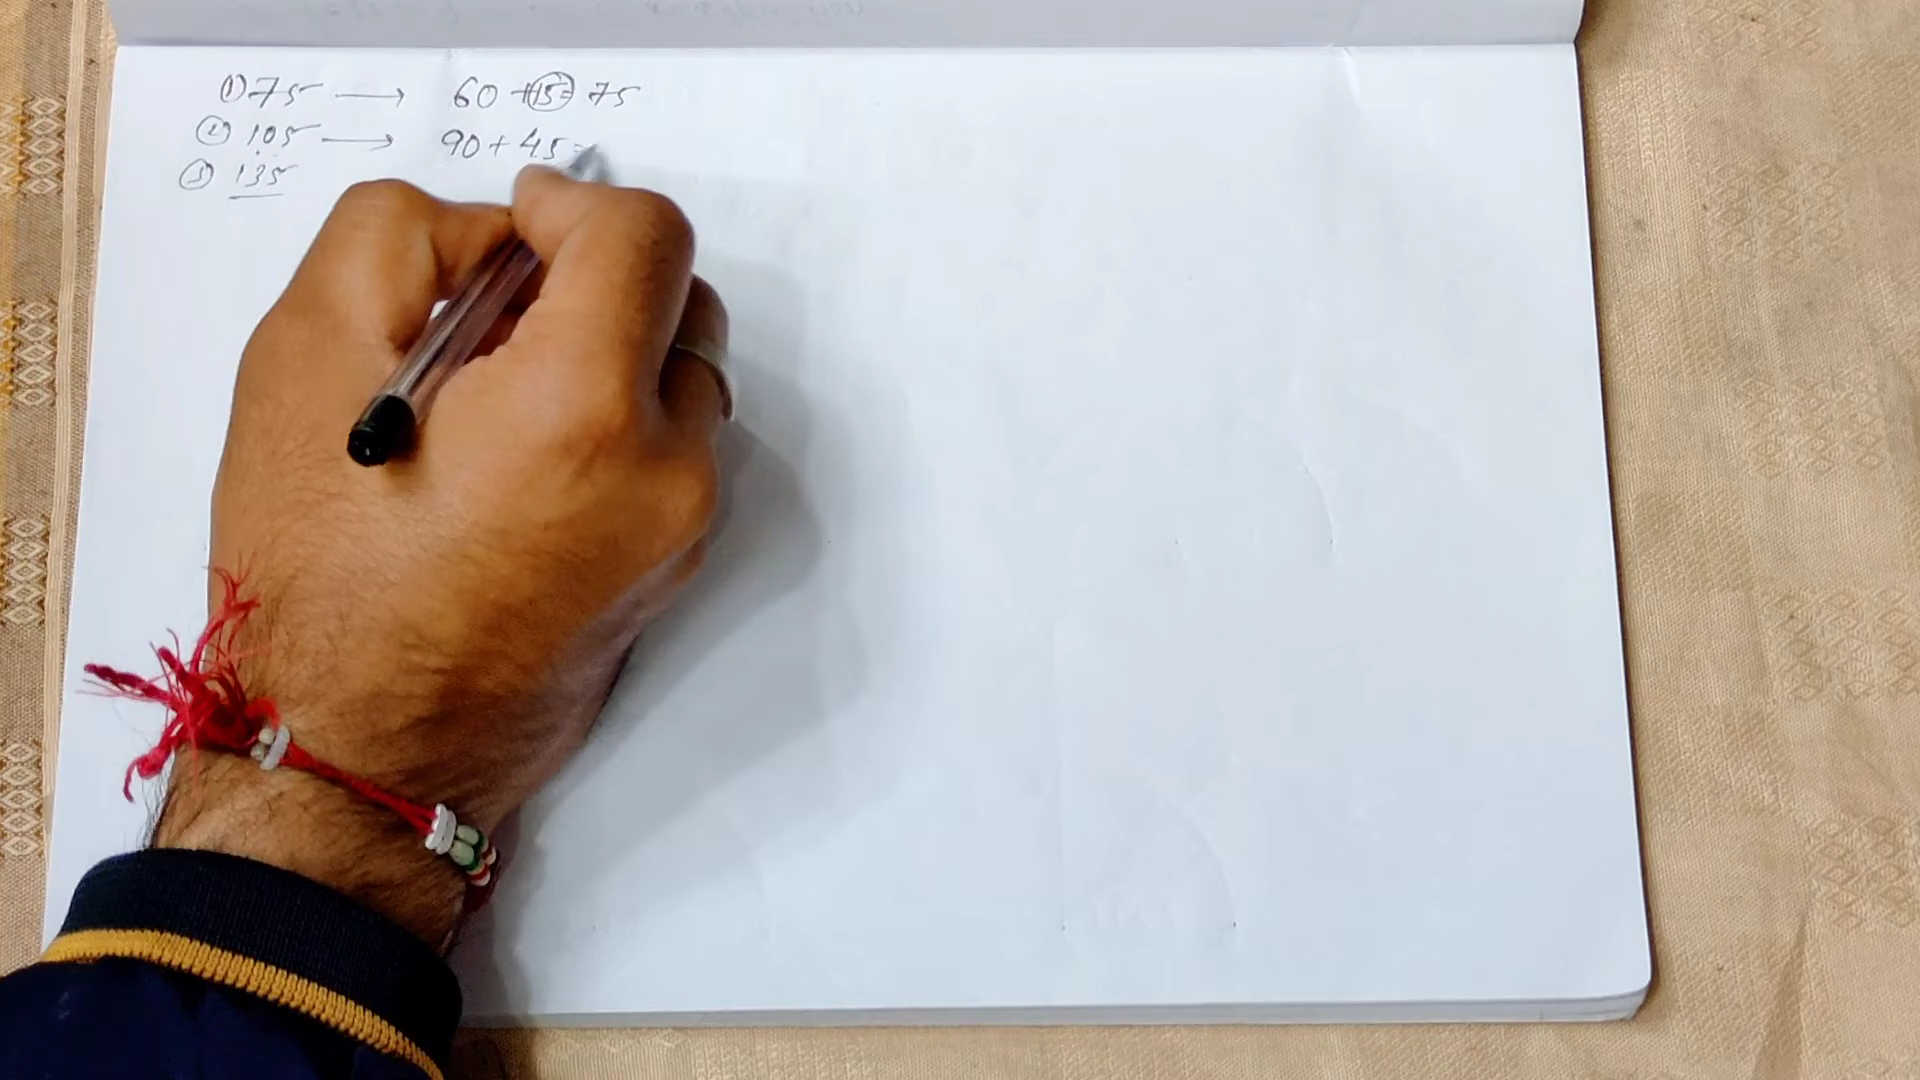 ① 75 → 60 + 15 = 75
② 105 → 90 + 45 =
③ 135